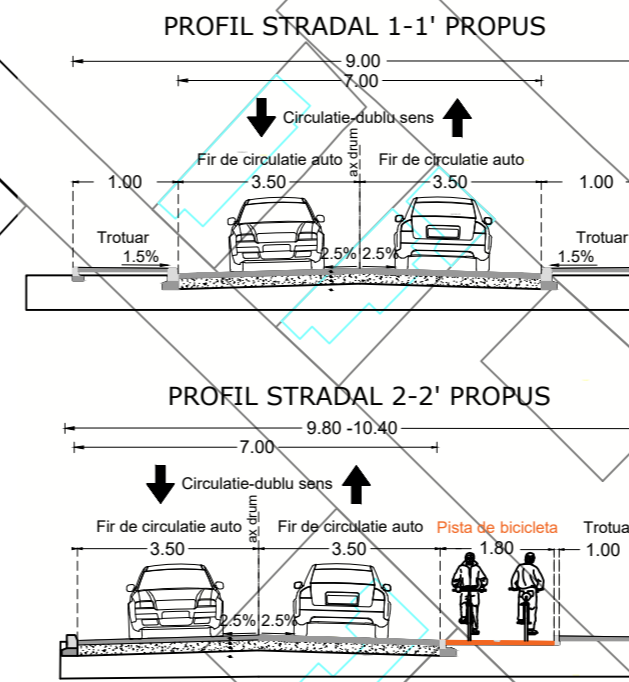 PROFIL STRADAL 1-1' PROPUS
9.00
7.00
Circulatie-dublu sens
ax drum
Fir de circulatie auto Fir de circulatie auto
1.00 3.50 3.50 1.00
Trotuar Trotuar
1.5% 2.5% 2.5% 1.5%
PROFIL STRADAL 2-2' PROPUS
9.80 -10.40
7.00
Circulatie-dublu sens
ax drum
Fir de circulatie auto Fir de circulatie auto Pista de bicicleta Trotua
3.50 3.50 1.80 1.00
2.5% 2.5%